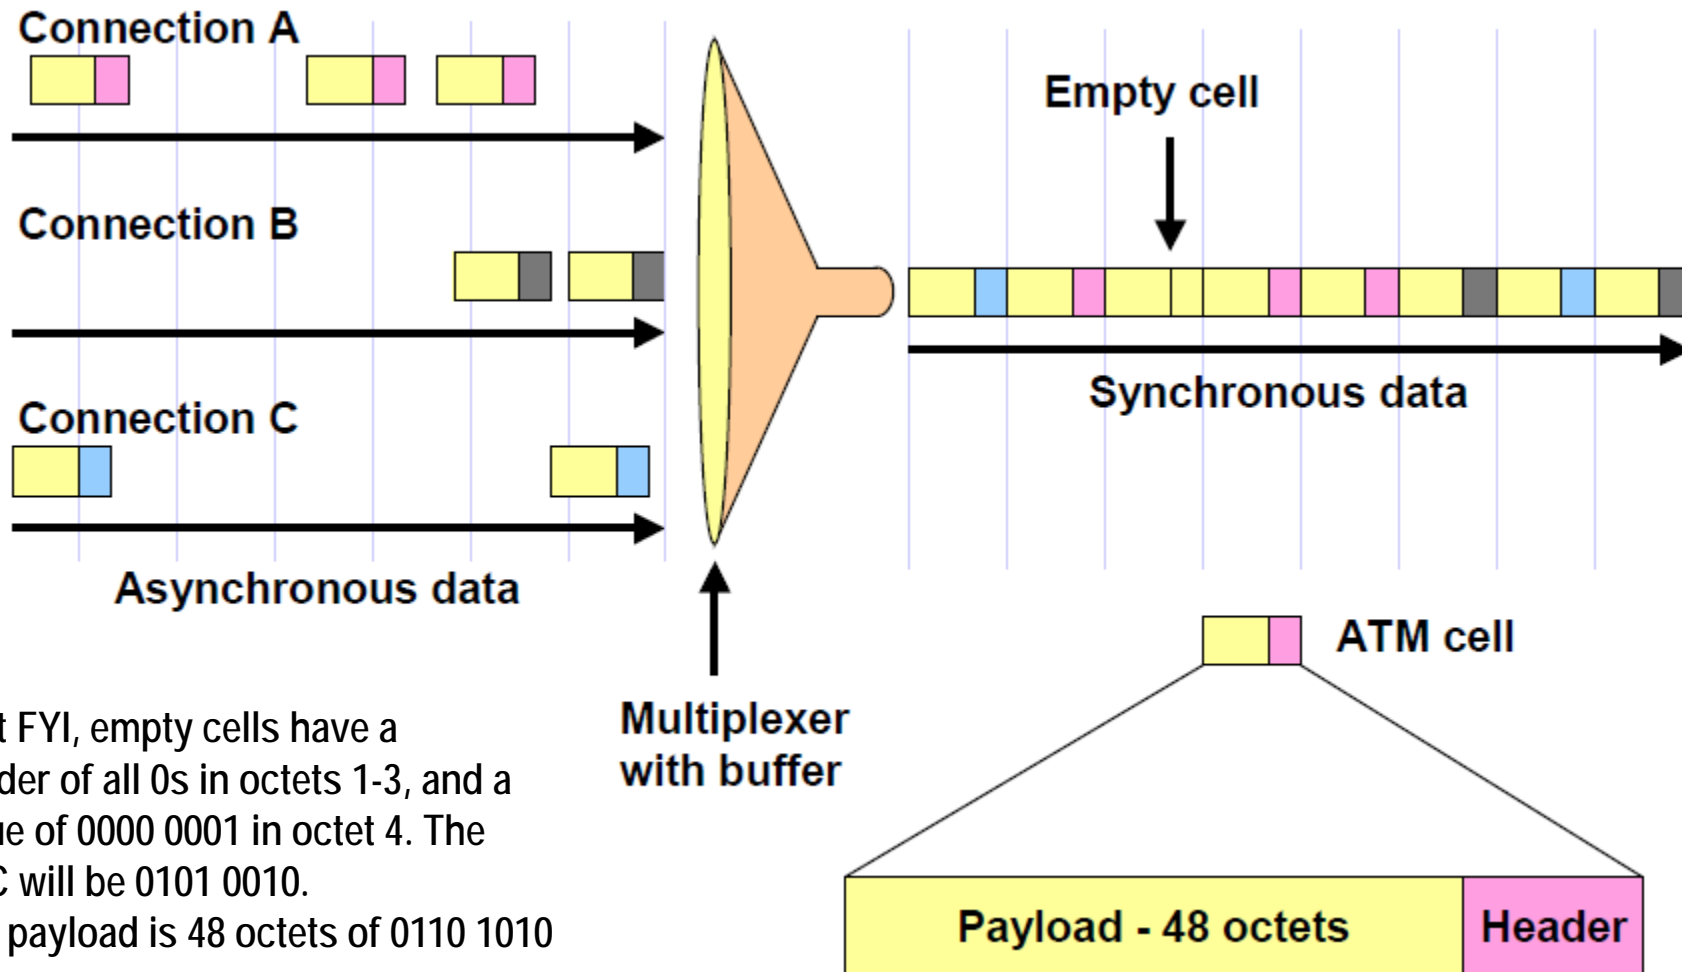 Connection A
Connection B
Connection C
Asynchronous data
Empty cell
Synchronous data
Multiplexer
with buffer
ATM cell
Payload - 48 octets
Header
FYI, empty cells have a
of all 0s in octets 1-3, and a
of 0000 0001 in octet 4. The
will be 0101 0010.
payload is 48 octets of 0110 1010